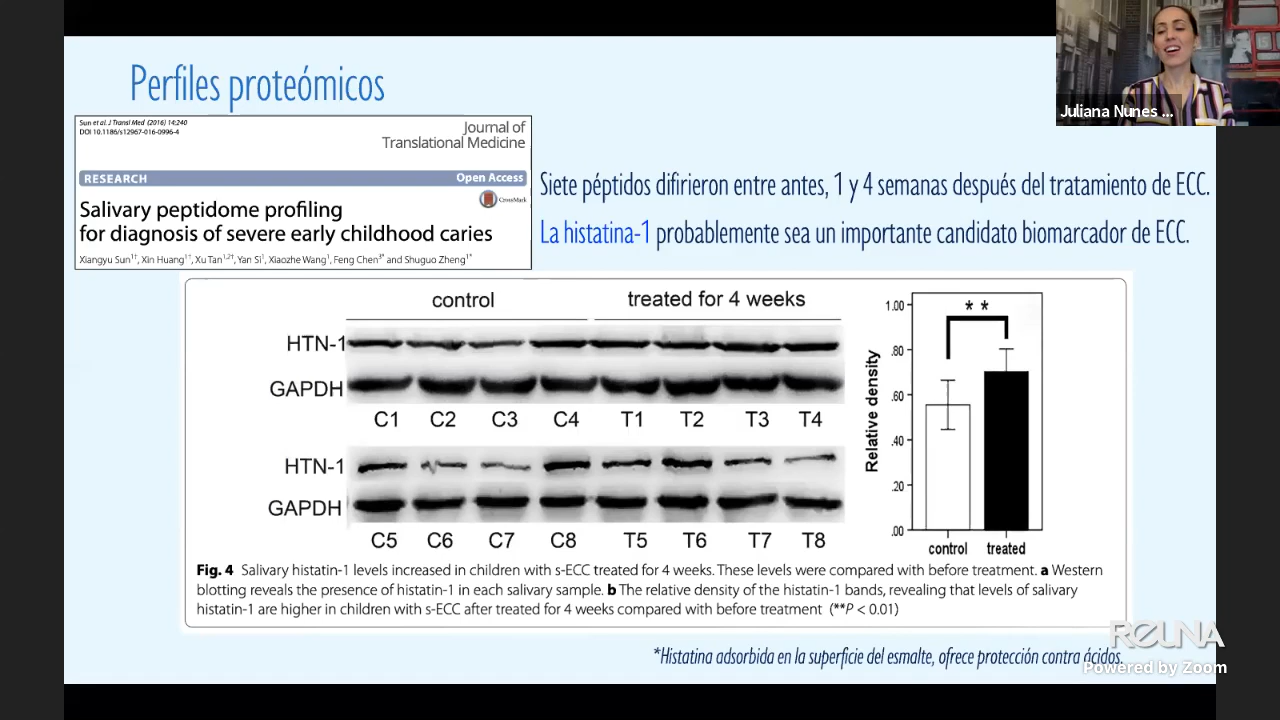 Perfiles proteómicos
Juliana Nunes ...
Sun et al. J Transl Med (2016) 14:240
DOI 10.1186/s12967-016-0996-4
Journal of
Translational Medicine
RESEARCH
Open Access
CrossMark
Salivary peptidome profiling
for diagnosis of severe early childhood caries
Xiangyu Sun1†, Xin Huang1†, Xu Tan1,2†, Yan Si1, Xiaozhe Wang1, Feng Chen3* and Shuguo Zheng1*
Siete péptidos difirieron entre antes, 1 y 4 semanas después del tratamiento de ECC.
La histatina-1 probablemente sea un importante candidato biomarcador de ECC.
control treated for 4 weeks
HTN-1
GAPDH
C1 C2 C3 C4 T1 T2 T3 T4
HTN-1
GAPDH
C5 C6 C7 C8 T5 T6 T7 T8
Relative density
1.00
.80
.60
.40
.20
.00
**
control treated
Fig. 4 Salivary histatin-1 levels increased in children with s-ECC treated for 4 weeks. These levels were compared with before treatment. a Western
blotting reveals the presence of histatin-1 in each salivary sample. b The relative density of the histatin-1 bands, revealing that levels of salivary
histatin-1 are higher in children with s-ECC after treated for 4 weeks compared with before treatment (**P < 0.01)
*Histatina adsorbida en la superficie del esmalte, ofrece protección contra ácidos.
REUNA
Powered by Zoom